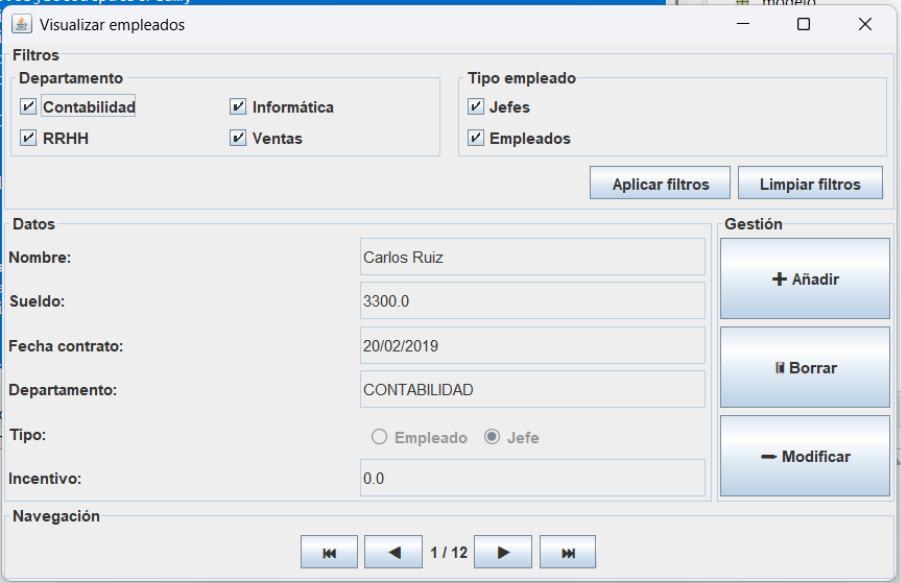 modelo
Visualizar empleados
Filtros
Departamento
Tipo empleado
Contabilidad
Informática
Jefes
RRHH
Ventas
Empleados
Aplicar filtros
Limpiar filtros
Datos
Gestión
Nombre:
Carlos Ruiz
Añadir
Sueldo:
3300.0
Fecha contrato:
20/02/2019
Borrar
Departamento:
CONTABILIDAD
Tipo:
Empleado
Jefe
Modificar
Incentivo:
0.0
Navegación
1 / 12